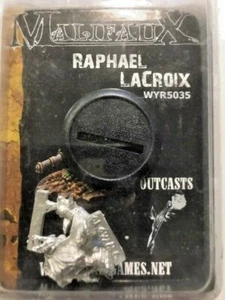 MALIFAUX
RAPHAEL
LACROIX
WYR5035
OUTCASTS
GAMES.NET